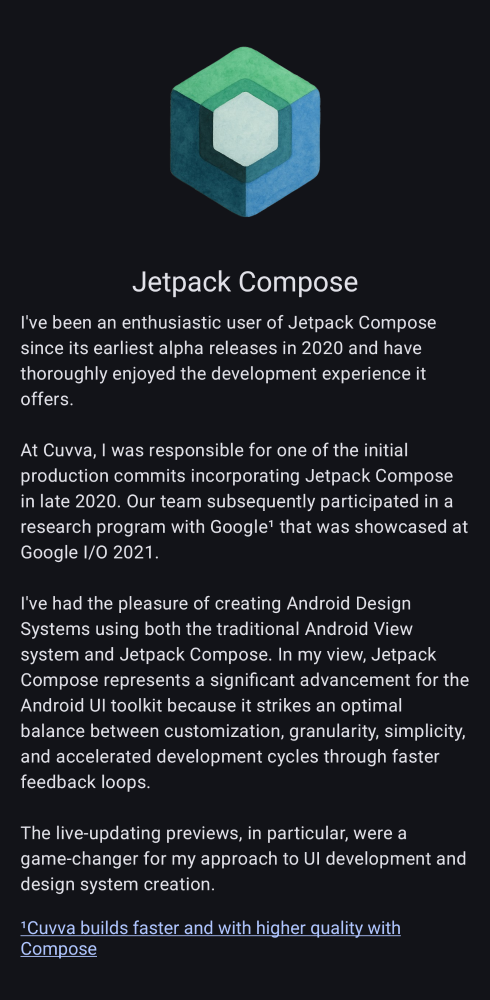 Jetpack Compose
I've been an enthusiastic user of Jetpack Compose
since its earliest alpha releases in 2020 and have
thoroughly enjoyed the development experience it
offers.
At Cuvva, I was responsible for one of the initial
production commits incorporating Jetpack Compose
in late 2020. Our team subsequently participated in a
research program with Google¹ that was showcased at
Google I/O 2021.
I've had the pleasure of creating Android Design
Systems using both the traditional Android View
system and Jetpack Compose. In my view, Jetpack
Compose represents a significant advancement for the
Android UI toolkit because it strikes an optimal
balance between customization, granularity, simplicity,
and accelerated development cycles through faster
feedback loops.
The live-updating previews, in particular, were a
game-changer for my approach to UI development and
design system creation.
¹Cuvva builds faster and with higher quality with
Compose